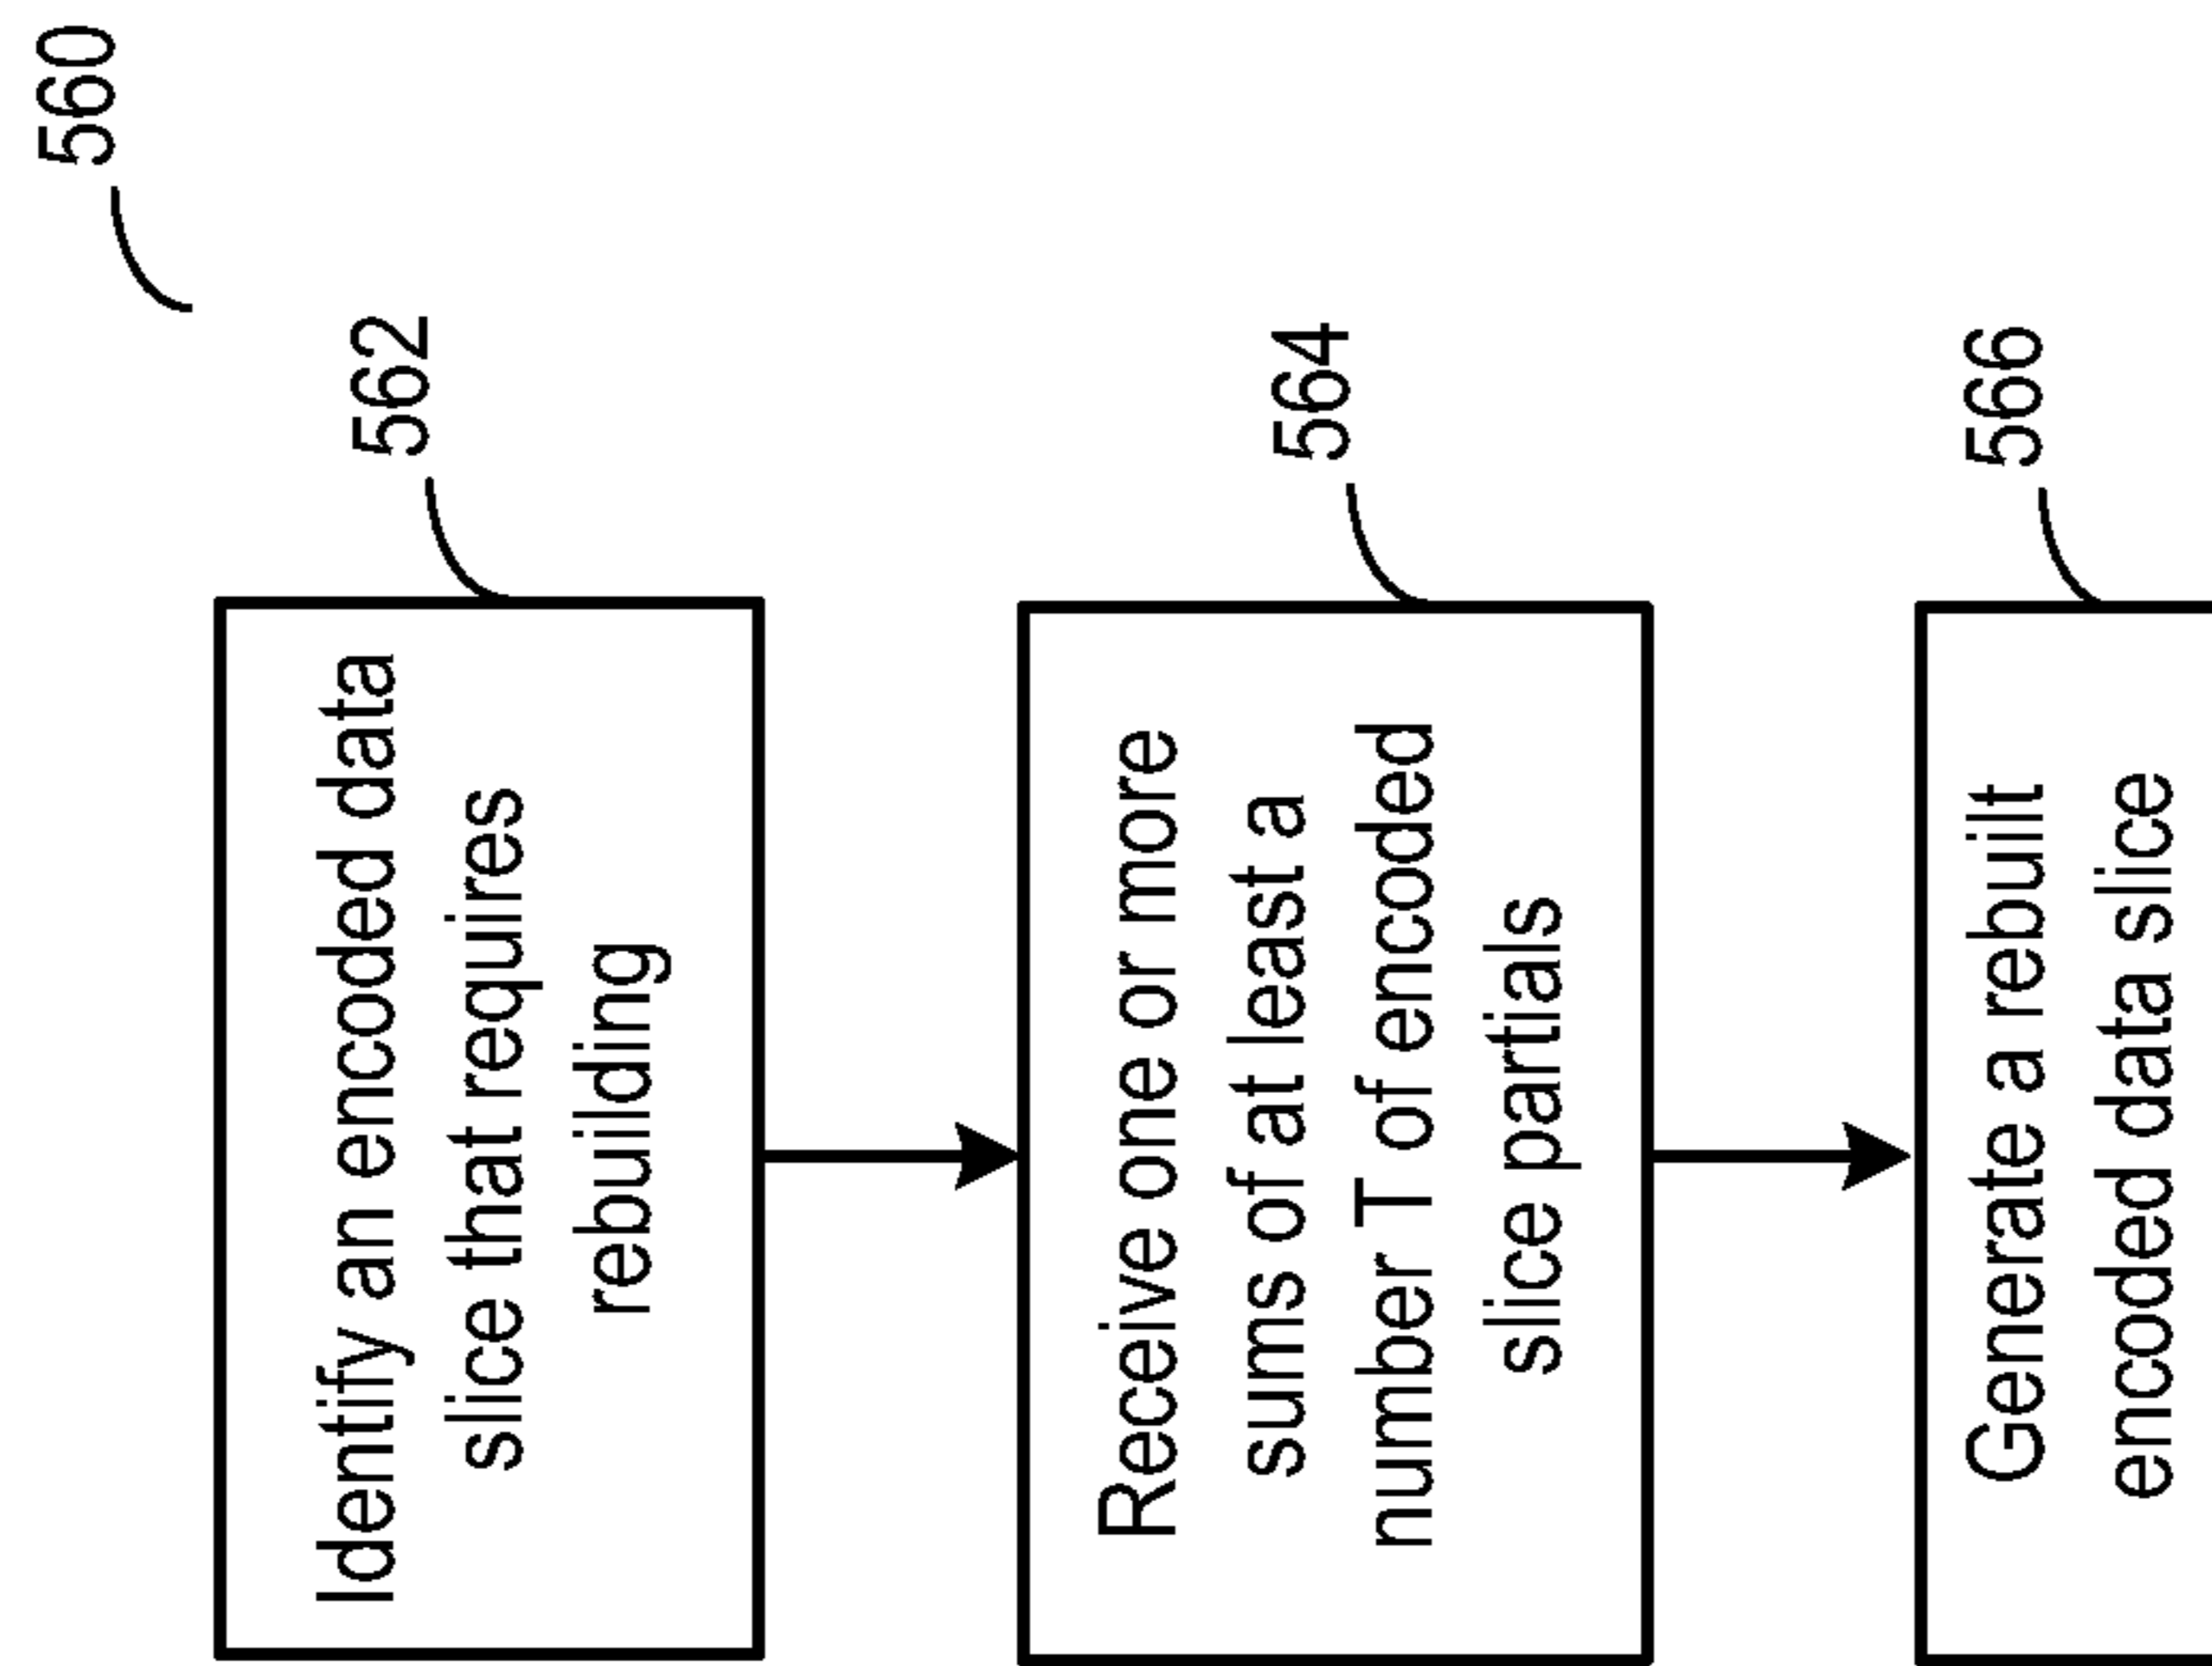 560
562
Identify an encoded data
slice that requires
rebuilding
564
Receive one or more
sums of at least a
number T of encoded
slice partials
566
Generate a rebuilt
encoded data slice